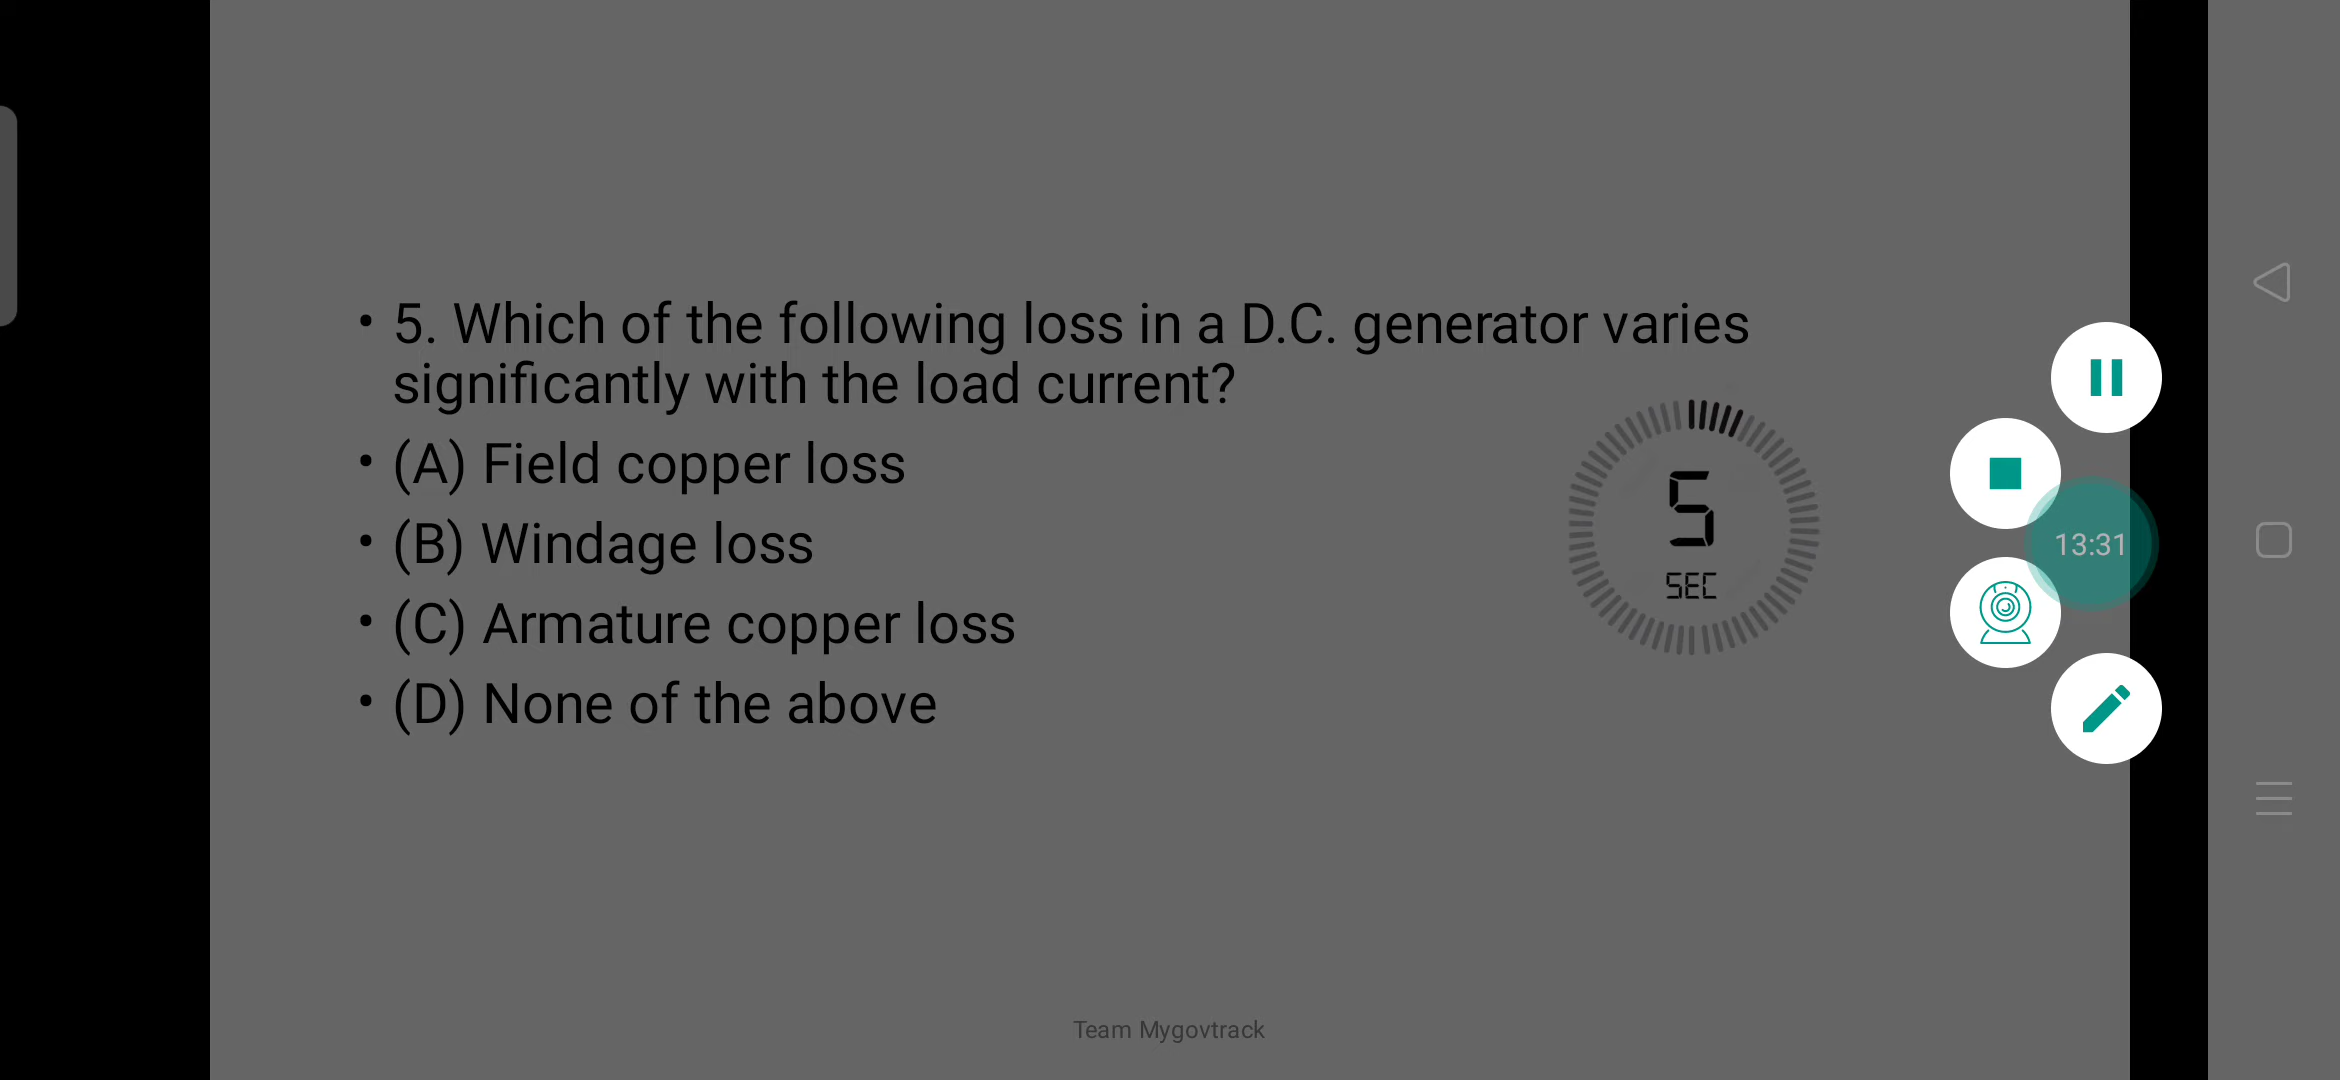 • 5. Which of the following loss in a D.C. generator varies
significantly with the load current?
• (A) Field copper loss
• (B) Windage loss
• (C) Armature copper loss
• (D) None of the above
5
SEC
13:31
Team Mygovtrack